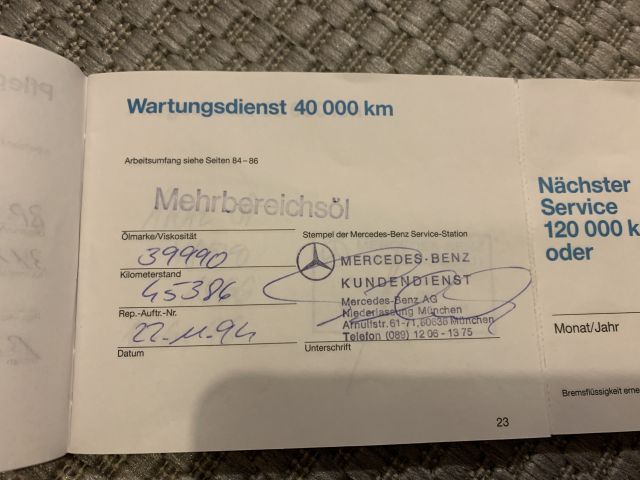 Wartungsdienst 40 000 km
Arbeitsumfang siehe Seiten 84–86
Mehrbereichsöl
Ölmarke/Viskosität
39990
Kilometerstand
45386
Rep.-Auftr.-Nr.
22.11.94
Datum
Stempel der Mercedes-Benz Service-Station
MERCEDES-BENZ
KUNDENDIENST
Mercedes-Benz AG
Niederlassung München
Arnulfstr. 61-71, 80636 München
Telefon (089) 12 06 - 13 75
Unterschrift
23
Nächster
Service
120 000 k
oder
Monat/Jahr
Bremsflüssigkeit erne